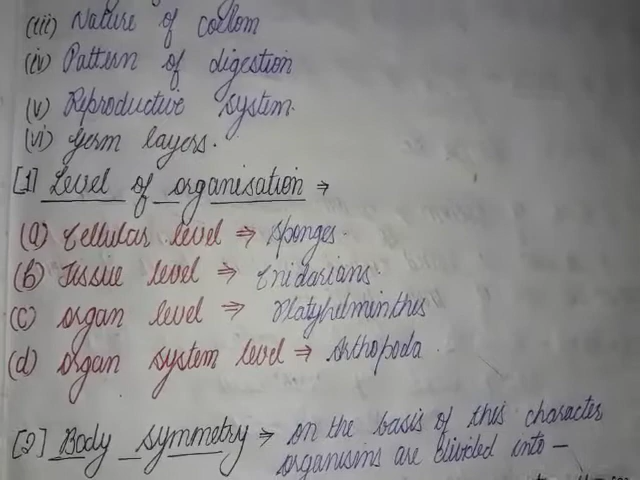 (iii) Nature of coelom
(iv) Pattern of digestion
(v) Reproductive system.
(vi) Germ layers.
[1] Level of organisation →
(a) Cellular level ⇒ Sponges.
(b) Tissue level ⇒ Cnidarians.
(c) organ level ⇒ Platyhelminthes
(d) organ system level ⇒ Arthopoda.
[2] Body symmetry ⇒ on the basis of this character
organisms are divided into —